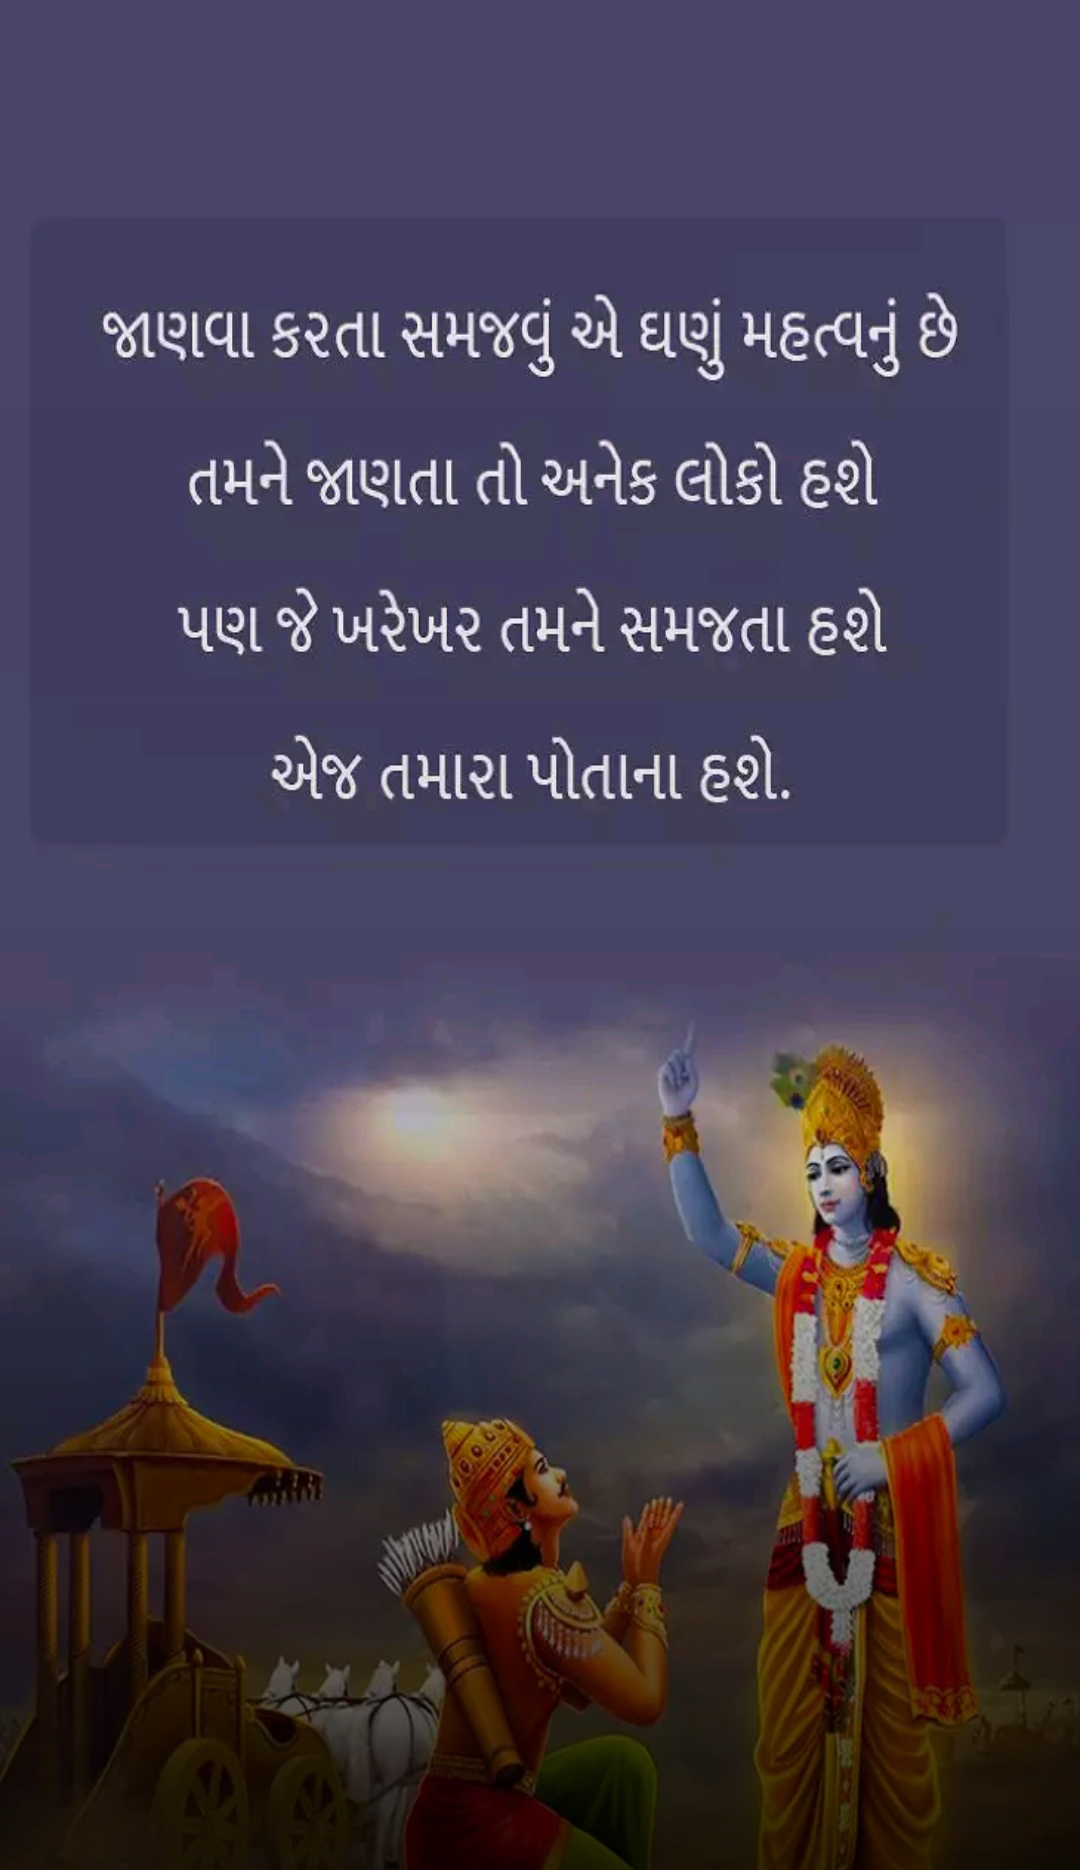 જાણવા કરતા સમજવું એ ઘણું મહત્વનું છે
તમને જાણતા તો અનેક લોકો હશે
પણ જે ખરેખર તમને સમજતા હશે
એજ તમારા પોતાના હશે.